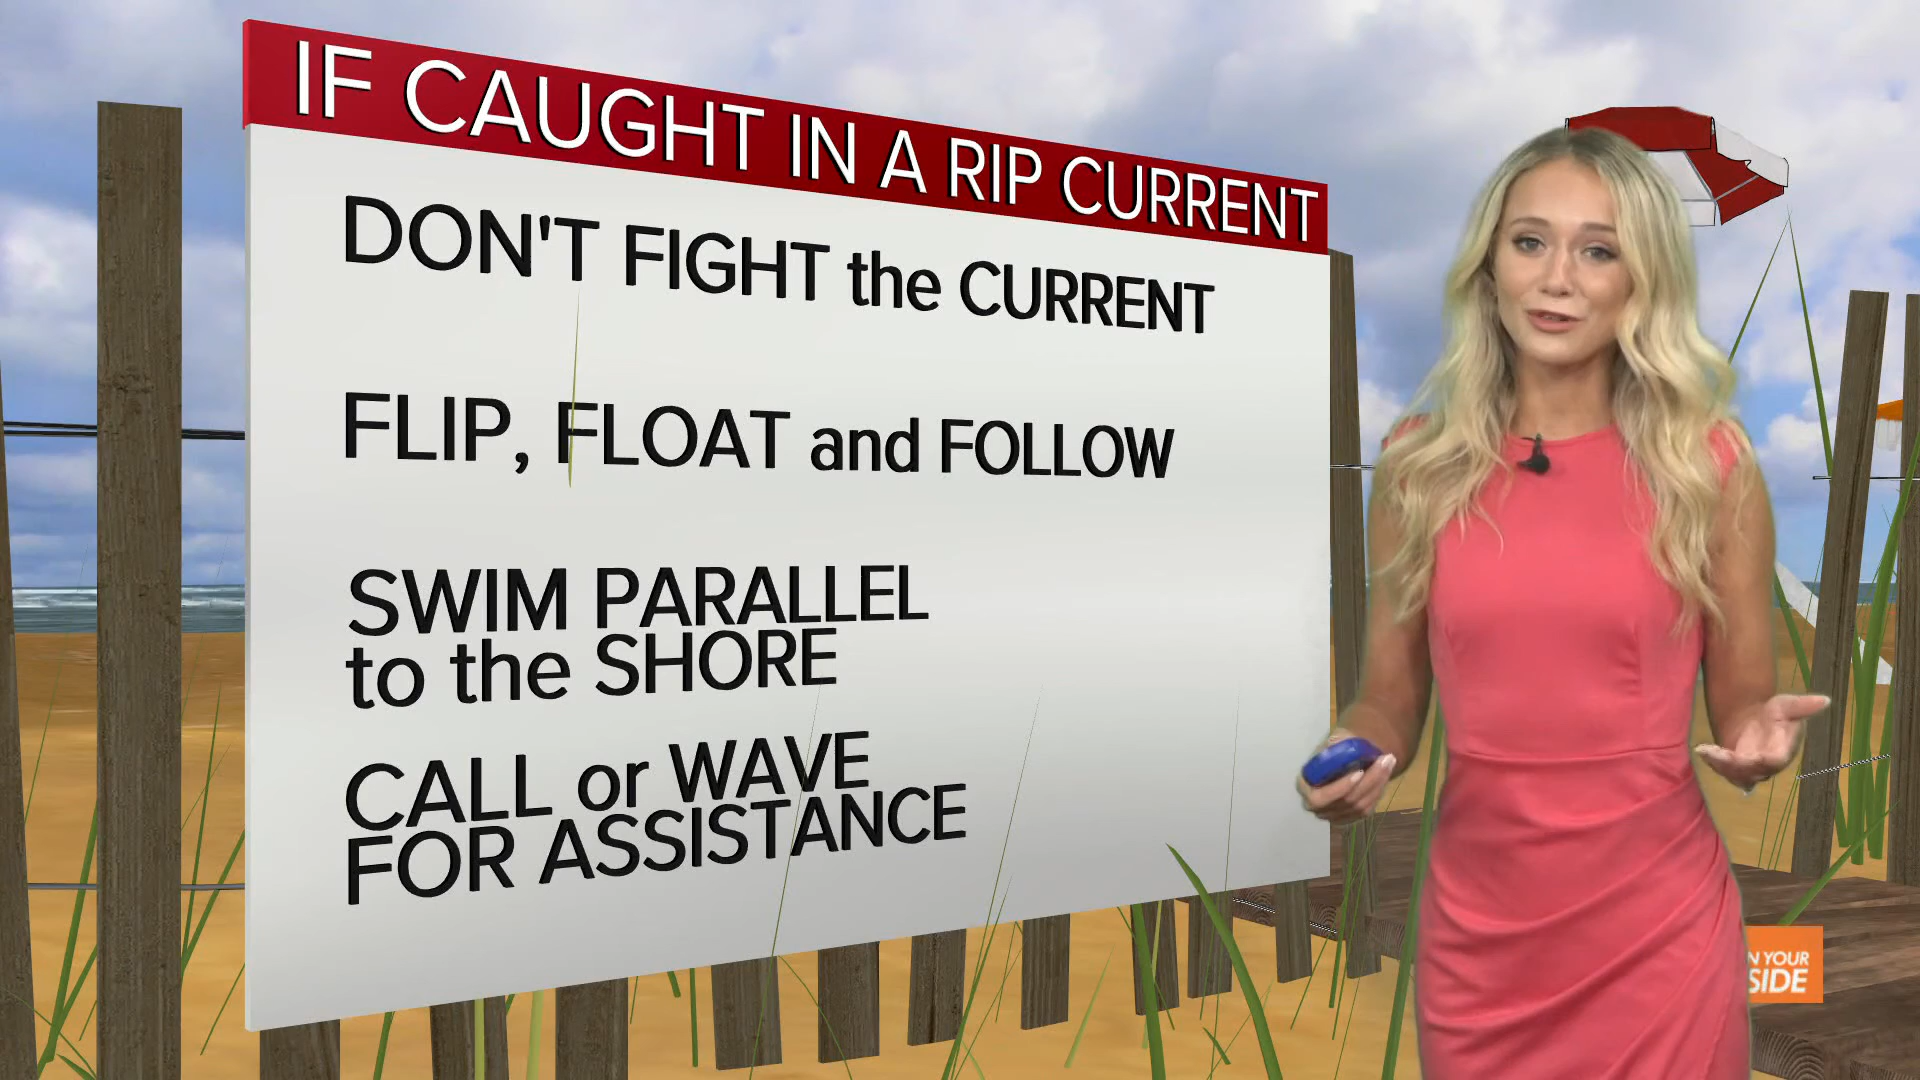 IF CAUGHT IN A RIP CURRENT
DON'T FIGHT the CURRENT
FLIP, FLOAT and FOLLOW
SWIM PARALLEL
to the SHORE
CALL or WAVE
FOR ASSISTANCE
YOUR
SIDE